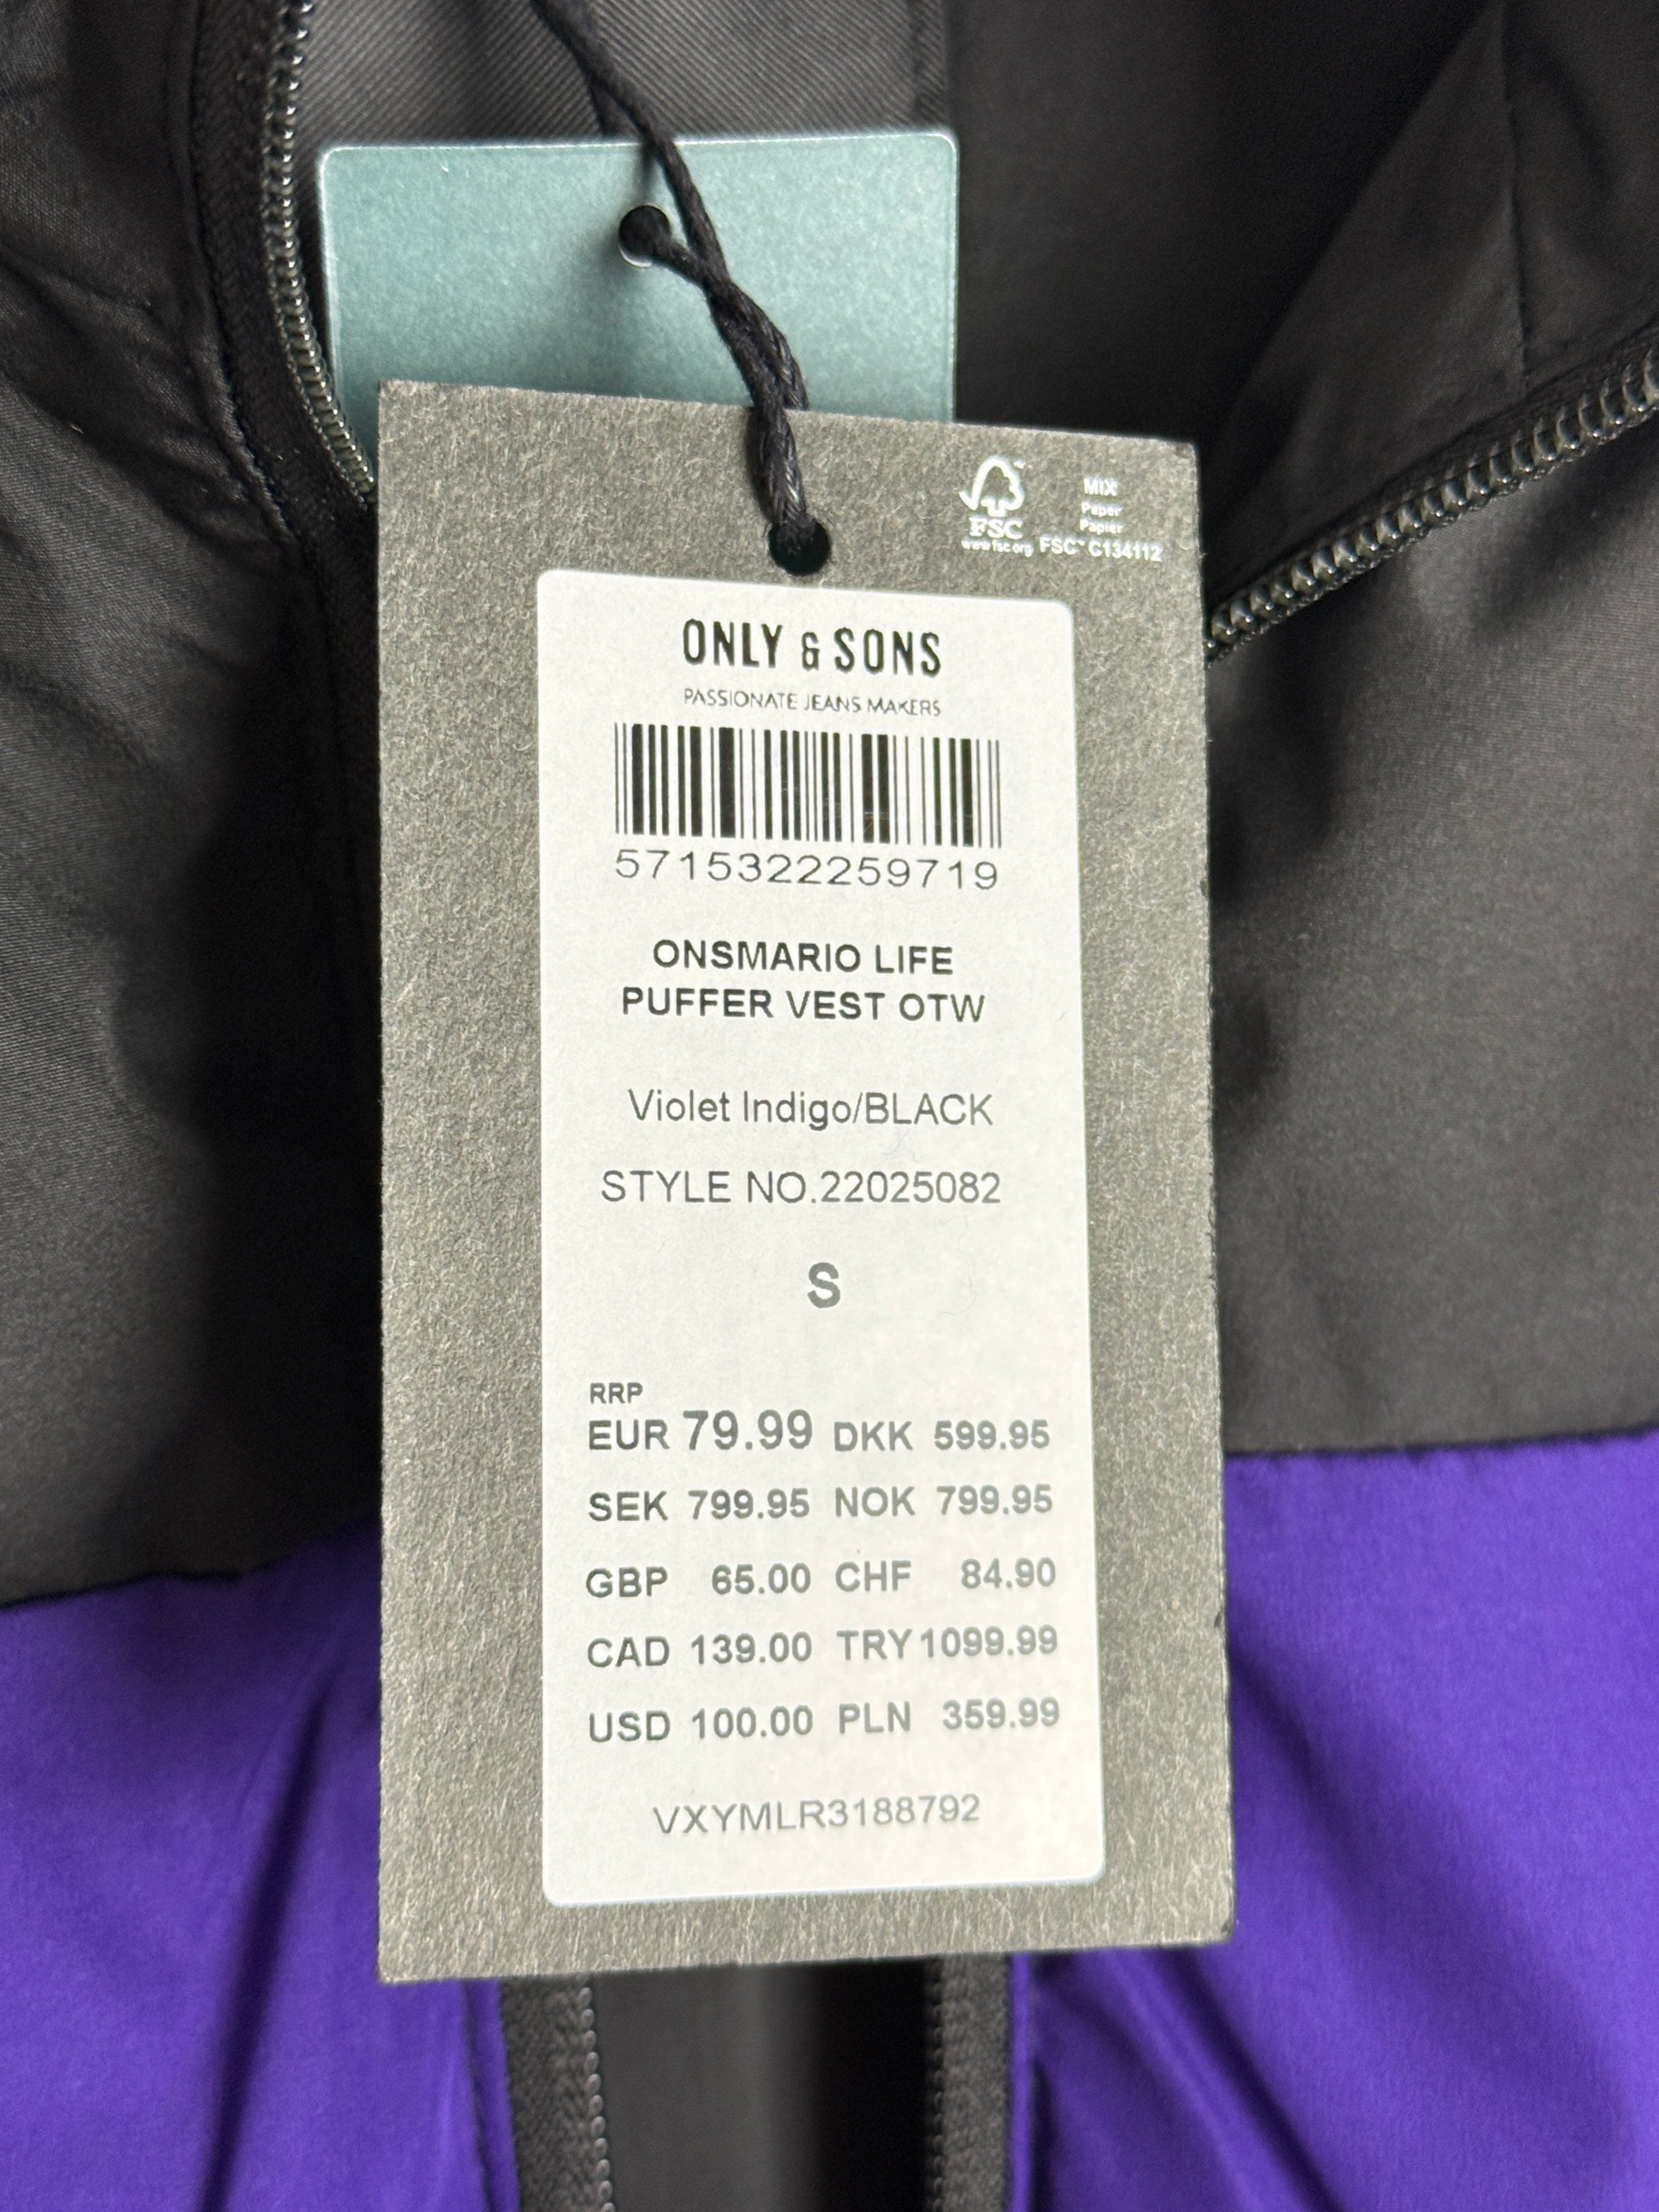 MIX
Paper
Papier
FSC
www.fsc.org FSC™ C134112
ONLY & SONS
PASSIONATE JEANS MAKERS
5715322259719
ONSMARIO LIFE
PUFFER VEST OTW
Violet Indigo/BLACK
STYLE NO.22025082
S
RRP
EUR 79.99 DKK 599.95
SEK 799.95 NOK 799.95
GBP 65.00 CHF 84.90
CAD 139.00 TRY 1099.99
USD 100.00 PLN 359.99
VXYMLR3188792